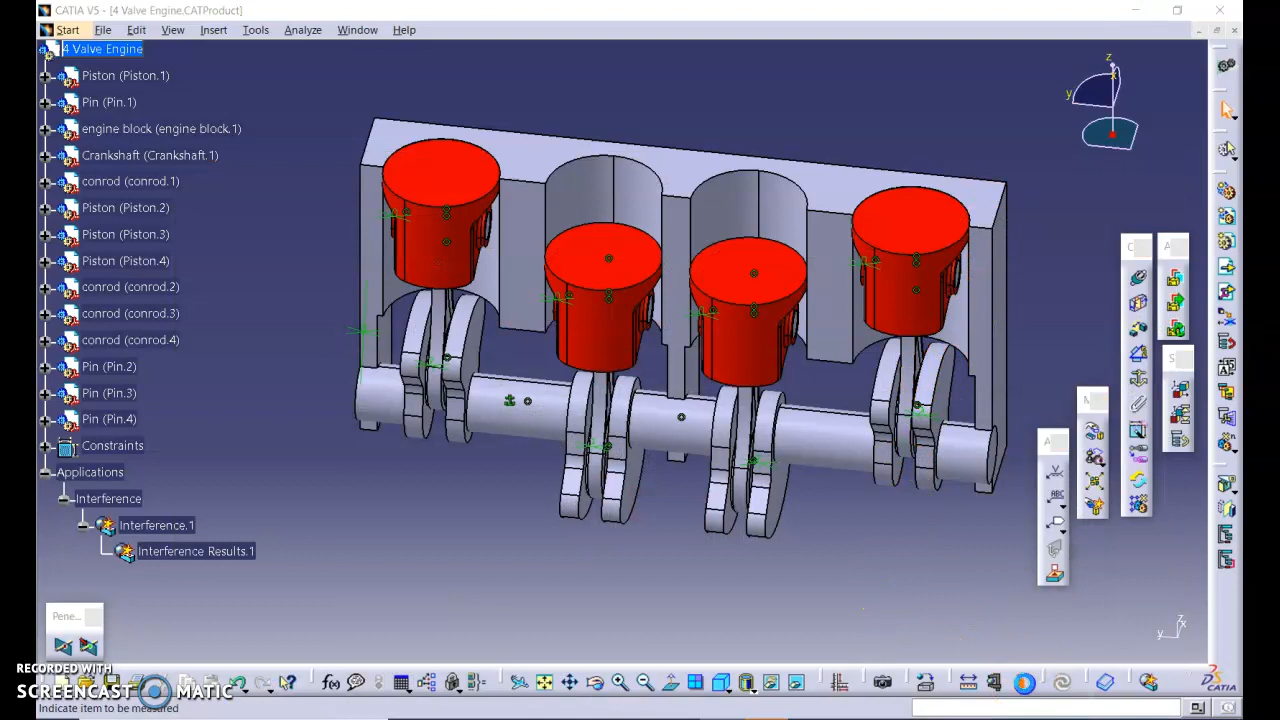 CATIA V5 - [4 Valve Engine.CATProduct]
Start File Edit View Insert Tools Analyze Window Help
4 Valve Engine
Piston (Piston.1)
Pin (Pin.1)
engine block (engine block.1)
Crankshaft (Crankshaft.1)
conrod (conrod.1)
Piston (Piston.2)
Piston (Piston.3)
Piston (Piston.4)
conrod (conrod.2)
conrod (conrod.3)
conrod (conrod.4)
Pin (Pin.2)
Pin (Pin.3)
Pin (Pin.4)
Constraints
Applications
Interference
Interference.1
Interference Results.1
z
x
y
C
A
S
M
A
ABC
Pene...
z
x
y
f(x)
RECORDED WITH
SCREENCAST MATIC
CATIA
Indicate item to be measured